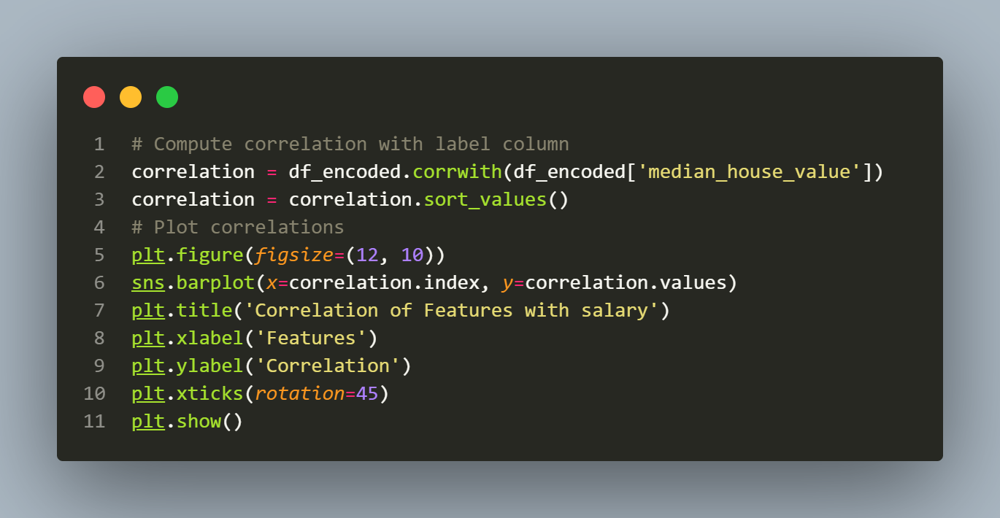 1 # Compute correlation with label column
2 correlation = df_encoded.corrwith(df_encoded['median_house_value'])
3 correlation = correlation.sort_values()
4 # Plot correlations
5 plt.figure(figsize=(12, 10))
6 sns.barplot(x=correlation.index, y=correlation.values)
7 plt.title('Correlation of Features with salary')
8 plt.xlabel('Features')
9 plt.ylabel('Correlation')
10 plt.xticks(rotation=45)
11 plt.show()